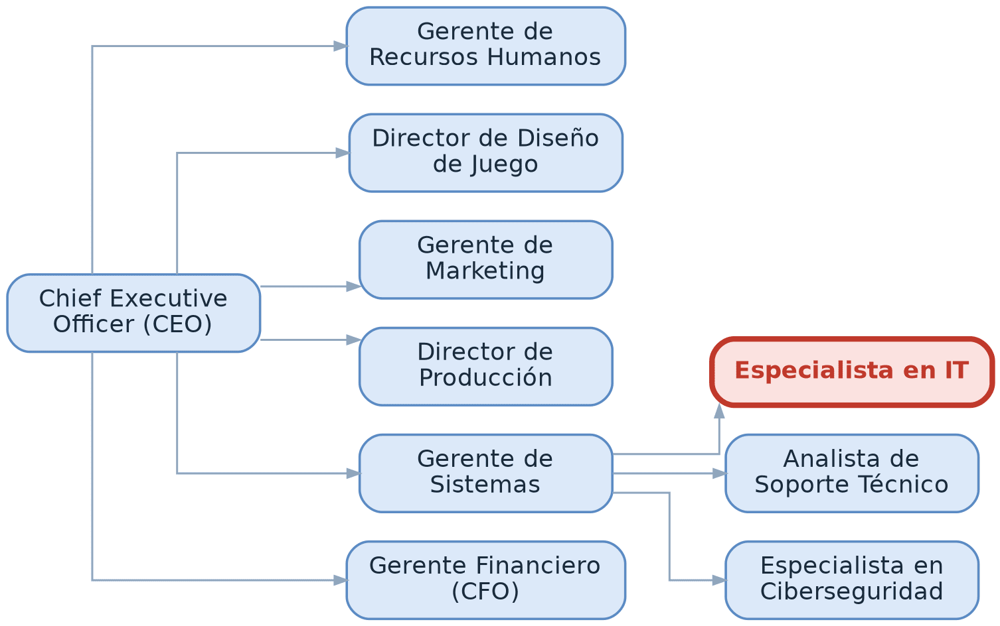 Gerente de
Recursos Humanos
Director de Diseño
de Juego
Gerente de
Marketing
Chief Executive
Officer (CEO)
Director de
Producción
Especialista en IT
Gerente de
Sistemas
Analista de
Soporte Técnico
Gerente Financiero
(CFO)
Especialista en
Ciberseguridad